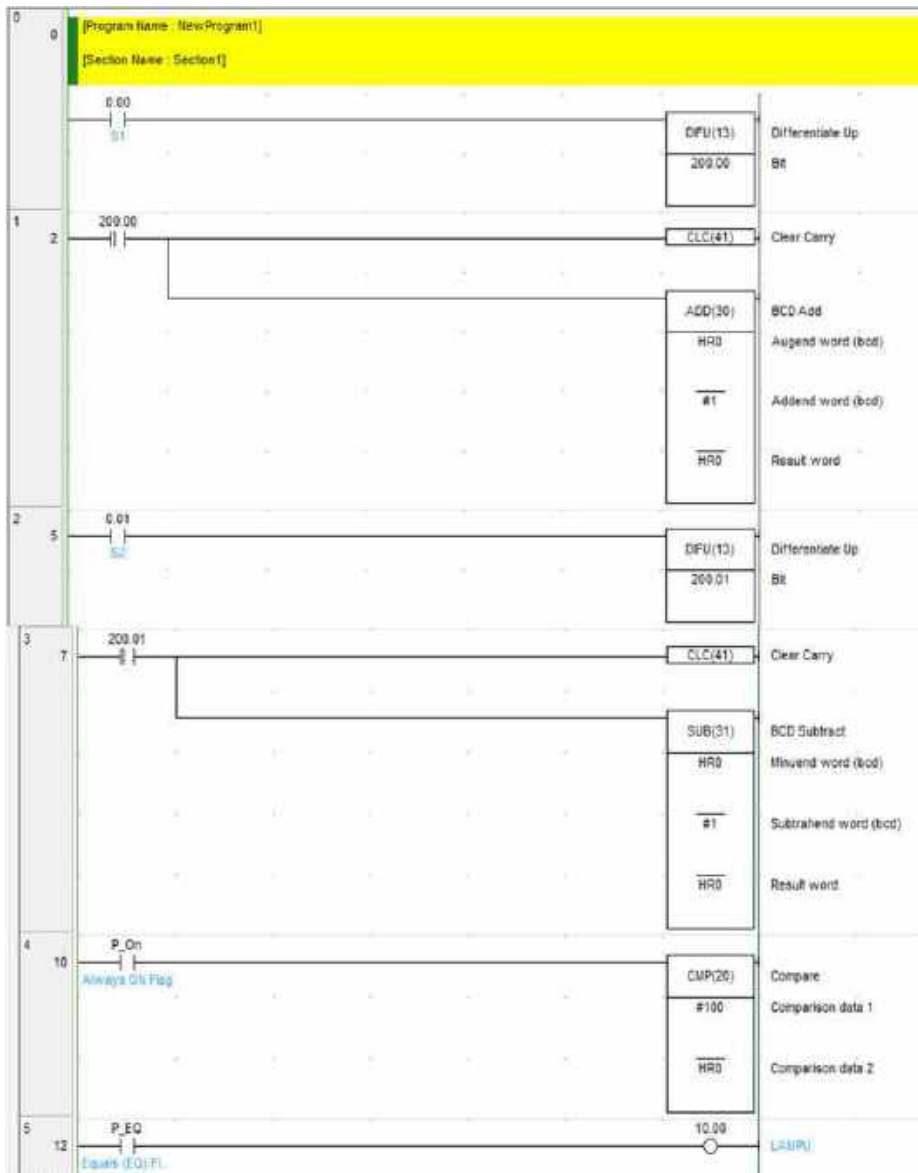 0
0
[Program Name : NewProgram1]
[Section Name : Section1]
0.00
S1
DIFU(13)
Differentiate Up
200.00
Bit
1
2
200.00
CLC(41)
Clear Carry
ADD(30)
BCD Add
HR0
Augend word (bcd)
#1
Addend word (bcd)
HR0
Result word
2
5
0.01
S2
DIFU(13)
Differentiate Up
200.01
Bit
3
7
200.01
CLC(41)
Clear Carry
SUB(31)
BCD Subtract
HR0
Minuend word (bcd)
#1
Subtrahend word (bcd)
HR0
Result word
4
10
P_On
Always ON Flag
CMP(20)
Compare
#100
Comparison data 1
HR0
Comparison data 2
5
12
P_EQ
Equals (EQ) Fl..
10.00
LAMPU